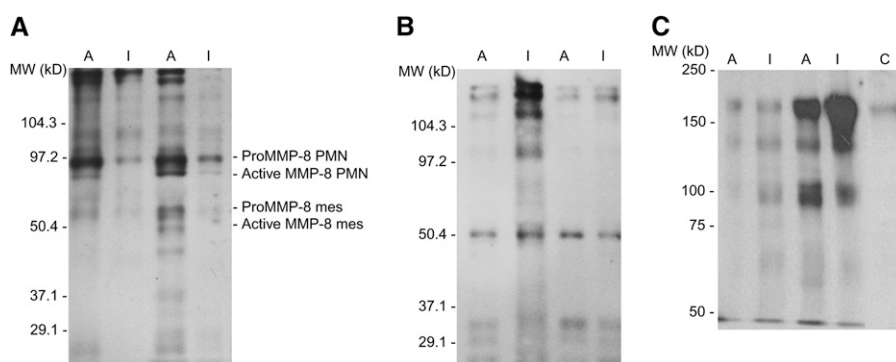 A
A I A I
MW (kD)
104.3 -
97.2 -
50.4 -
37.1 -
29.1 -
- ProMMP-8 PMN
- Active MMP-8 PMN
- ProMMP-8 mes
- Active MMP-8 mes
B
A I A I
MW (kD)
104.3 -
97.2 -
50.4 -
37.1 -
29.1 -
C
A I A I C
MW (kD)
250 -
150 -
100 -
75 -
50 -